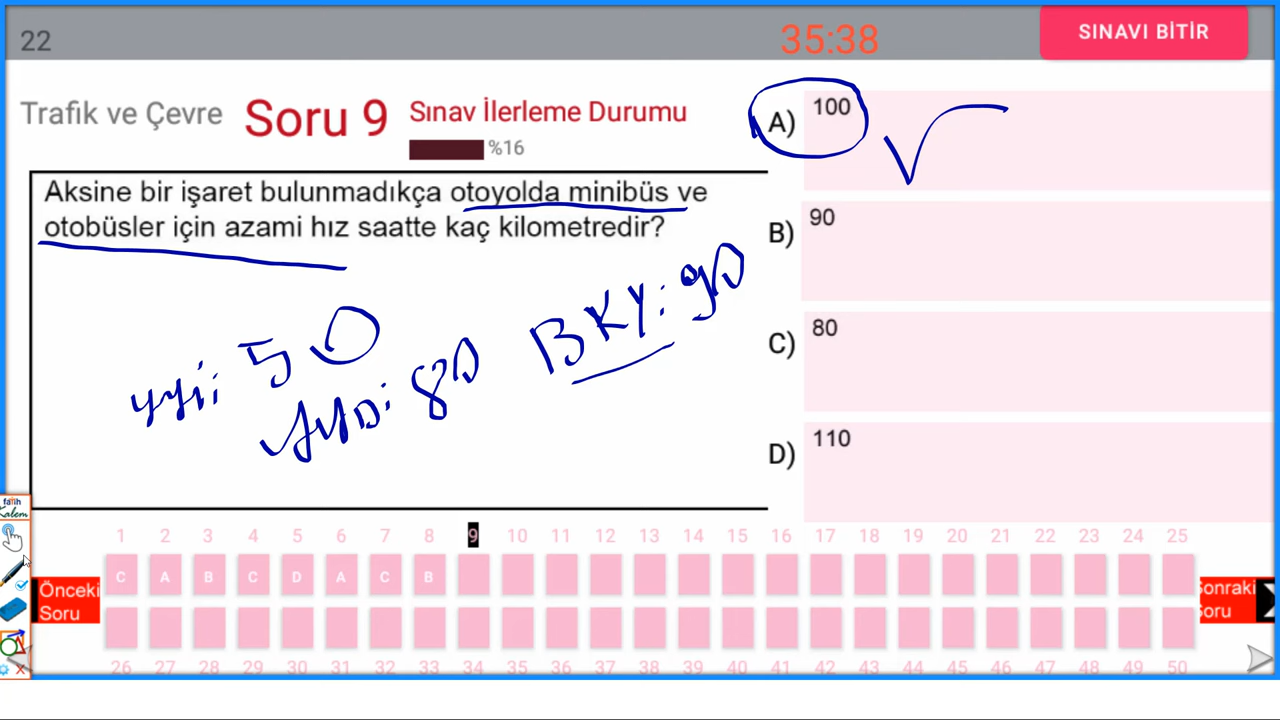 22
35:38
SINAVI BİTİR
Trafik ve Çevre
Soru 9
Sınav İlerleme Durumu
%16
Aksine bir işaret bulunmadıkça otoyolda minibüs ve
otobüsler için azami hız saatte kaç kilometredir?
yyi: 50
AYD: 80
BKY: 90
A) 100
B) 90
C) 80
D) 110
fatih
Kalem
1 2 3 4 5 6 7 8 9 10 11 12 13 14 15 16 17 18 19 20 21 22 23 24 25
C A B C D A C B
Önceki
Soru
Sonraki
Soru
26 27 28 29 30 31 32 33 34 35 36 37 38 39 40 41 42 43 44 45 46 47 48 49 50